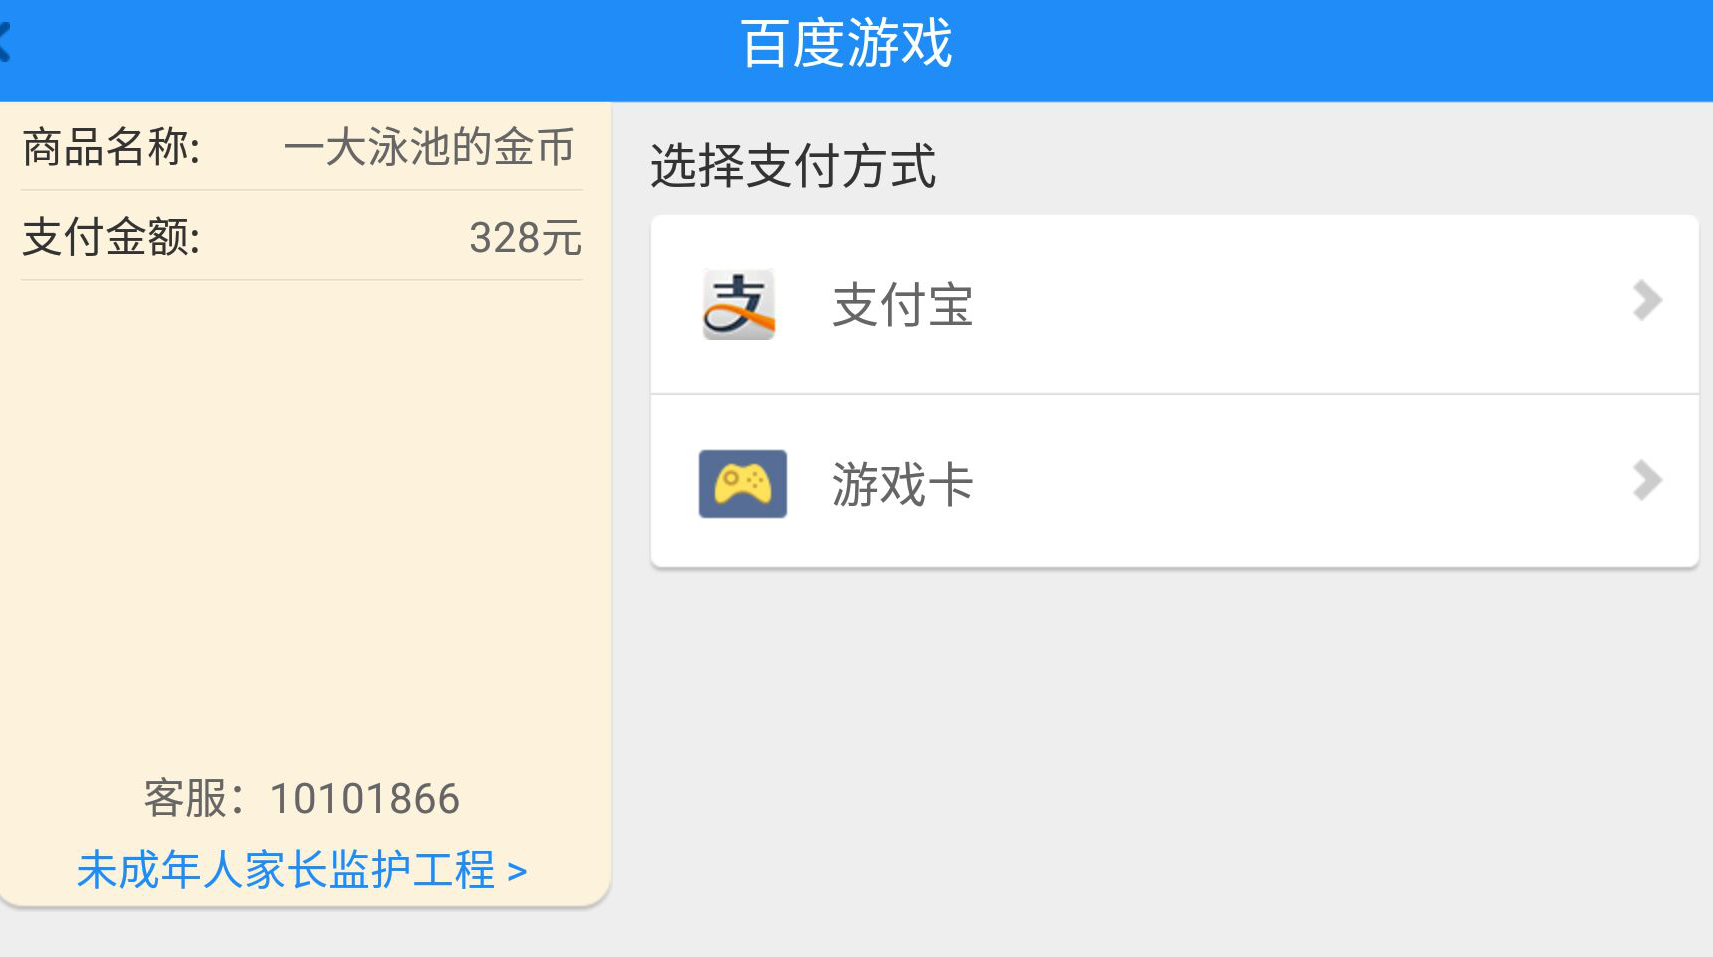 百度游戏
商品名称: 一大泳池的金币
支付金额: 328元
客服：10101866
未成年人家长监护工程 >
选择支付方式
支付宝
游戏卡